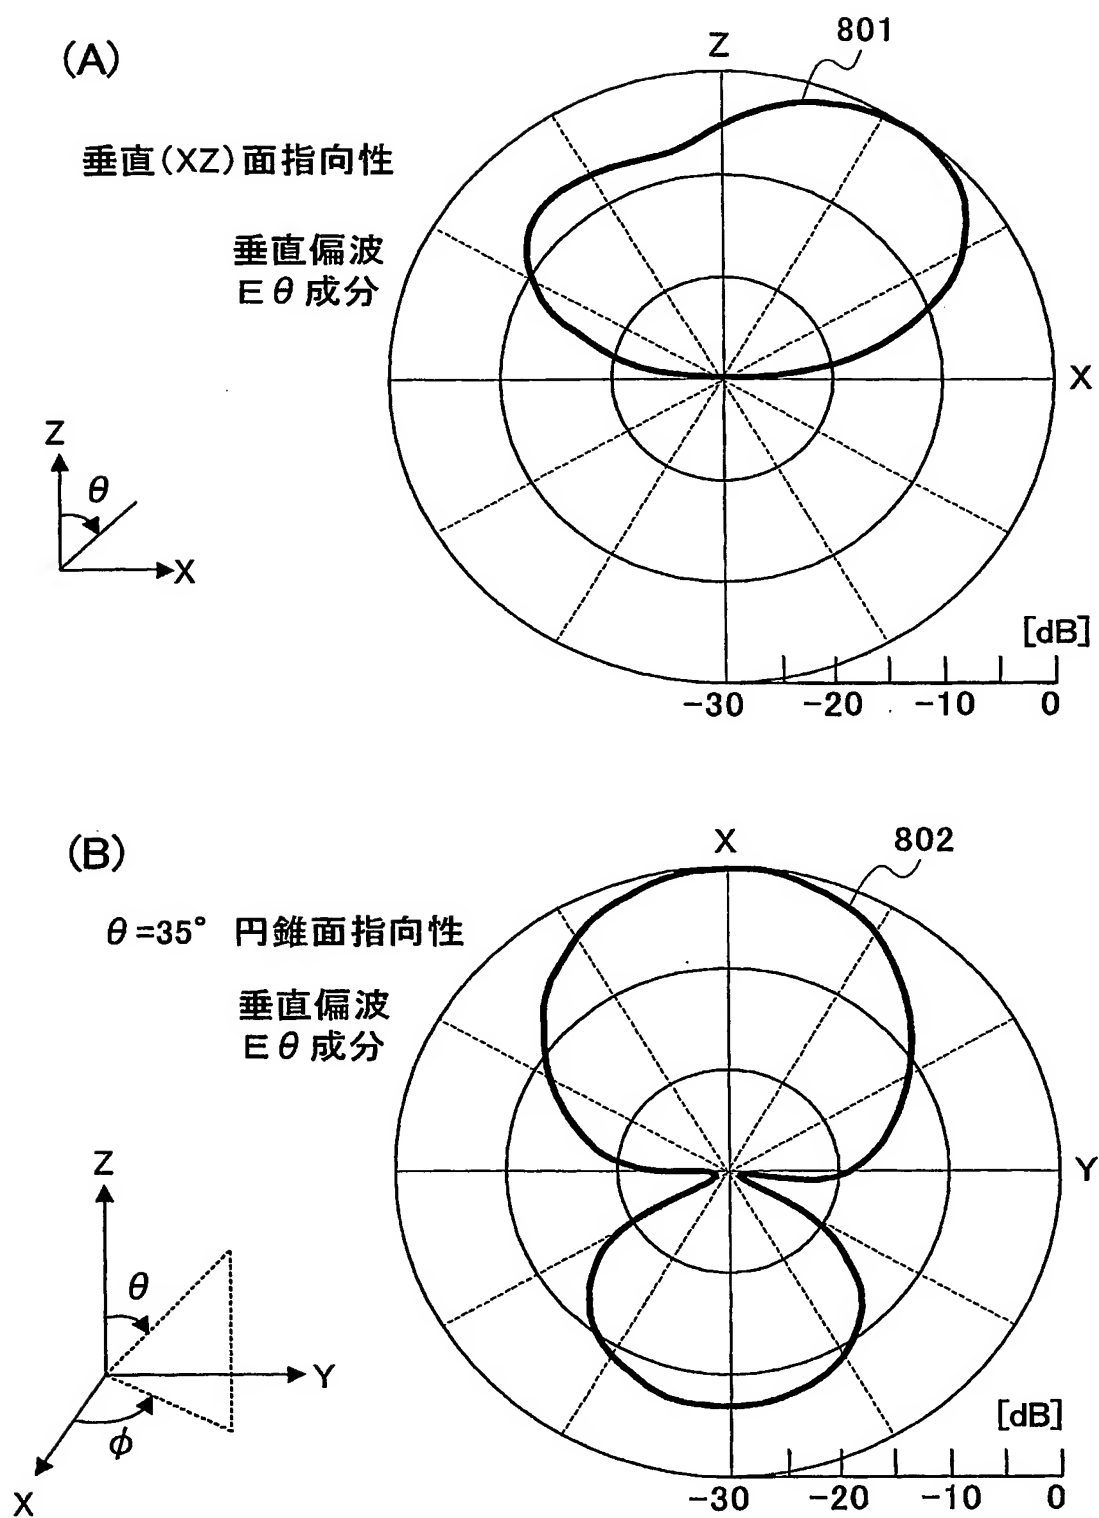 (A)
Z
801
垂直(XZ)面指向性
垂直偏波
Eθ成分
X
Z
θ
X
[dB]
-30 -20 -10 0
(B)
X
802
θ=35° 円錐面指向性
垂直偏波
Eθ成分
Y
Z
θ
Y
φ
X
[dB]
-30 -20 -10 0